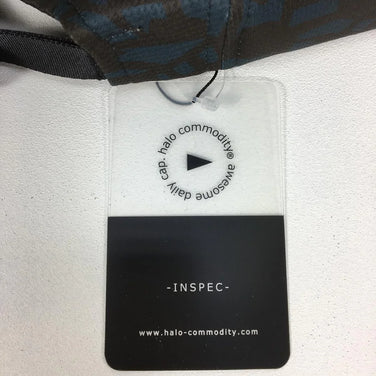 halo commodity® awesome daily cap.
-INSPEC-
www.halo-commodity.com